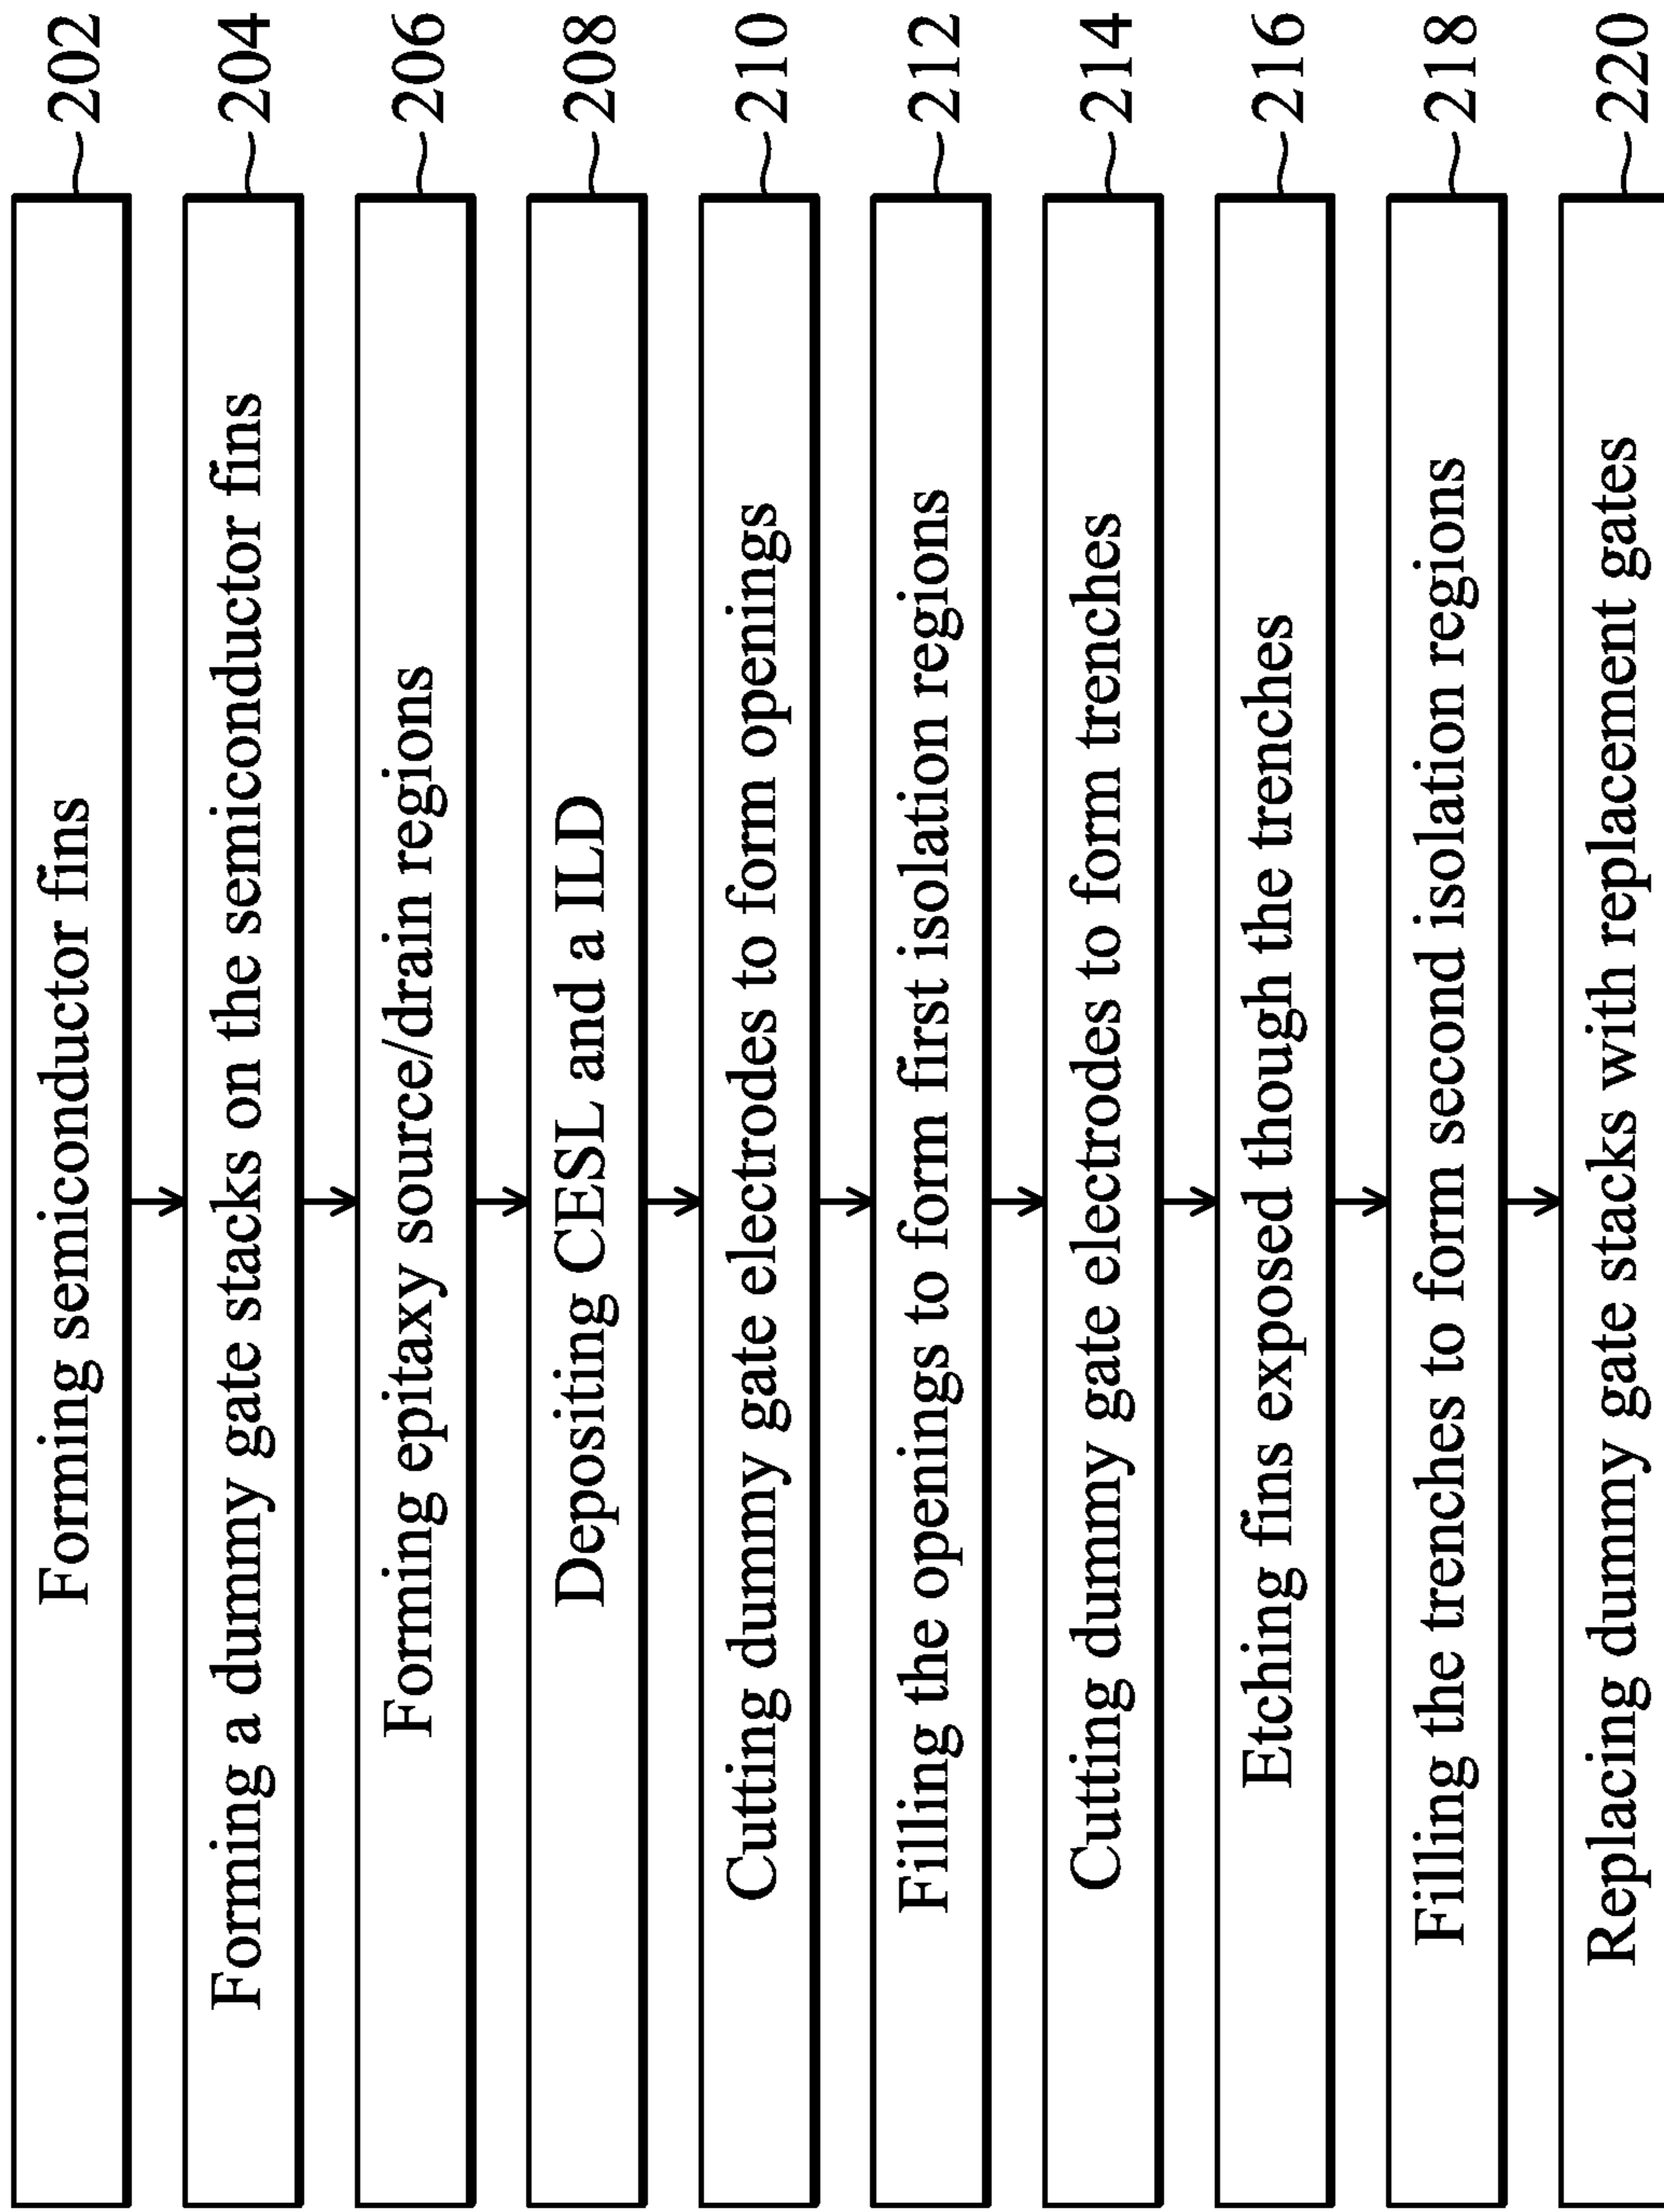 Forming semiconductor fins 202
Forming a dummy gate stacks on the semiconductor fins 204
Forming epitaxy source/drain regions 206
Depositing CESL and a ILD 208
Cutting dummy gate electrodes to form openings 210
Filling the openings to form first isolation regions 212
Cutting dummy gate electrodes to form trenches 214
Etching fins exposed though the trenches 216
Filling the trenches to form second isolation regions 218
Replacing dummy gate stacks with replacement gates 220